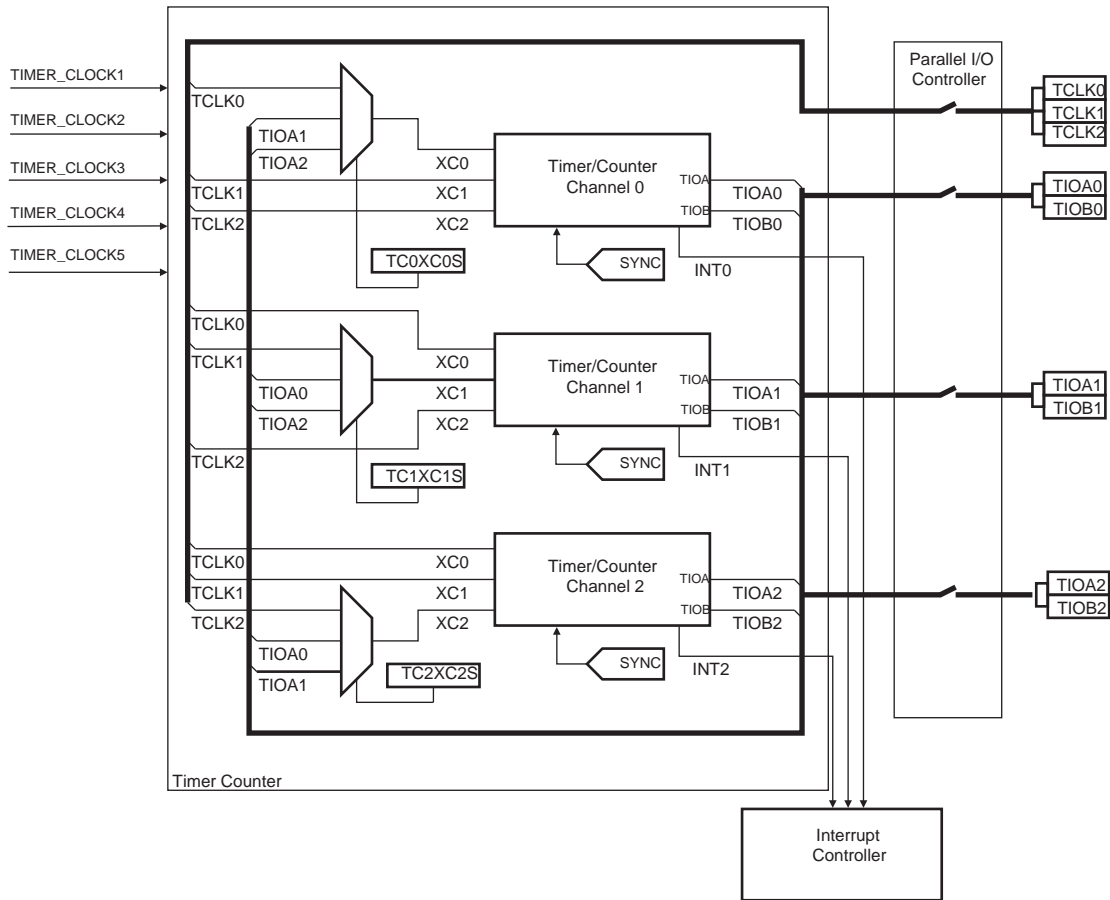 TIMER_CLOCK1
TIMER_CLOCK2
TIMER_CLOCK3
TIMER_CLOCK4
TIMER_CLOCK5
TCLK0
TIOA1
TIOA2
TCLK1
TCLK2
XC0
XC1
XC2
TC0XC0S
Timer/Counter
Channel 0
TIOA
TIOB
TIOA0
TIOB0
SYNC
INT0
TCLK0
TCLK1
TIOA0
TIOA2
TCLK2
XC0
XC1
XC2
TC1XC1S
Timer/Counter
Channel 1
TIOA
TIOB
TIOA1
TIOB1
SYNC
INT1
TCLK0
TCLK1
TCLK2
TIOA0
TIOA1
XC0
XC1
XC2
TC2XC2S
Timer/Counter
Channel 2
TIOA
TIOB
TIOA2
TIOB2
SYNC
INT2
Timer Counter
Parallel I/O
Controller
TCLK0
TCLK1
TCLK2
TIOA0
TIOB0
TIOA1
TIOB1
TIOA2
TIOB2
Interrupt
Controller